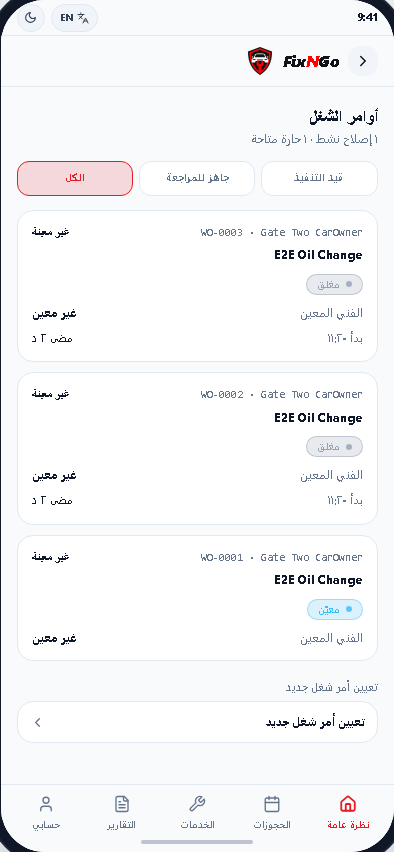 9:41
EN
FixNGo
أوامر الشغل
١ إصلاح نشط · ١٠ حارة متاحة
قيد التنفيذ
جاهز للمراجعة
الكل
WO-0003 · Gate Two CarOwner
غير معينة
E2E Oil Change
مغلق
الفني المعين
غير معين
بدأ ١١:٢٠
مضى ٢ د
WO-0002 · Gate Two CarOwner
غير معينة
E2E Oil Change
مغلق
الفني المعين
غير معين
بدأ ١١:٢٠
مضى ٢ د
WO-0001 · Gate Two CarOwner
غير معينة
E2E Oil Change
معيّن
الفني المعين
غير معين
تعيين أمر شغل جديد
تعيين أمر شغل جديد
نظرة عامة
الحجوزات
الخدمات
التقارير
حسابي